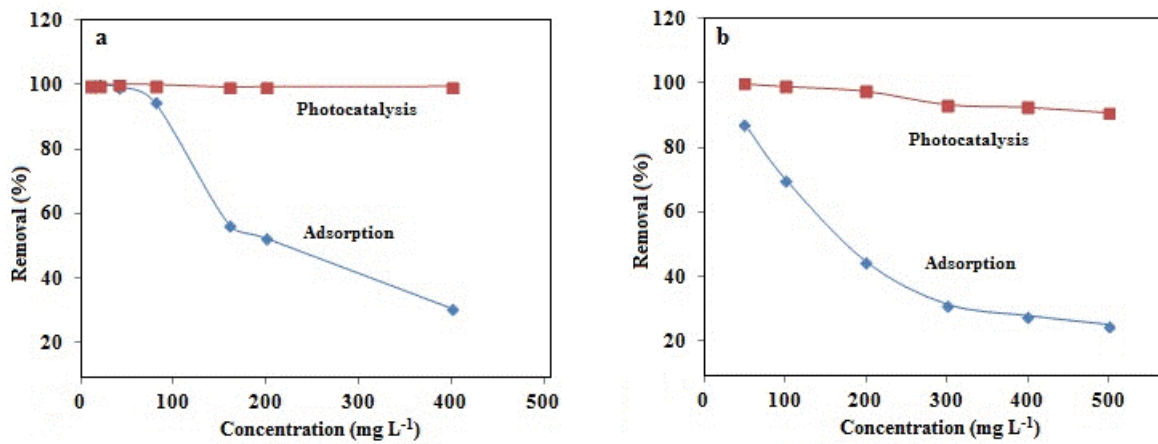 120
a
100
Photocatalysis
80
Removal (%)
60
Adsorption
40
20
0 100 200 300 400 500
Concentration (mg L-1)
120
b
100
80
Photocatalysis
Removal (%)
60
40
Adsorption
20
0 100 200 300 400 500
Concentration (mg L-1)